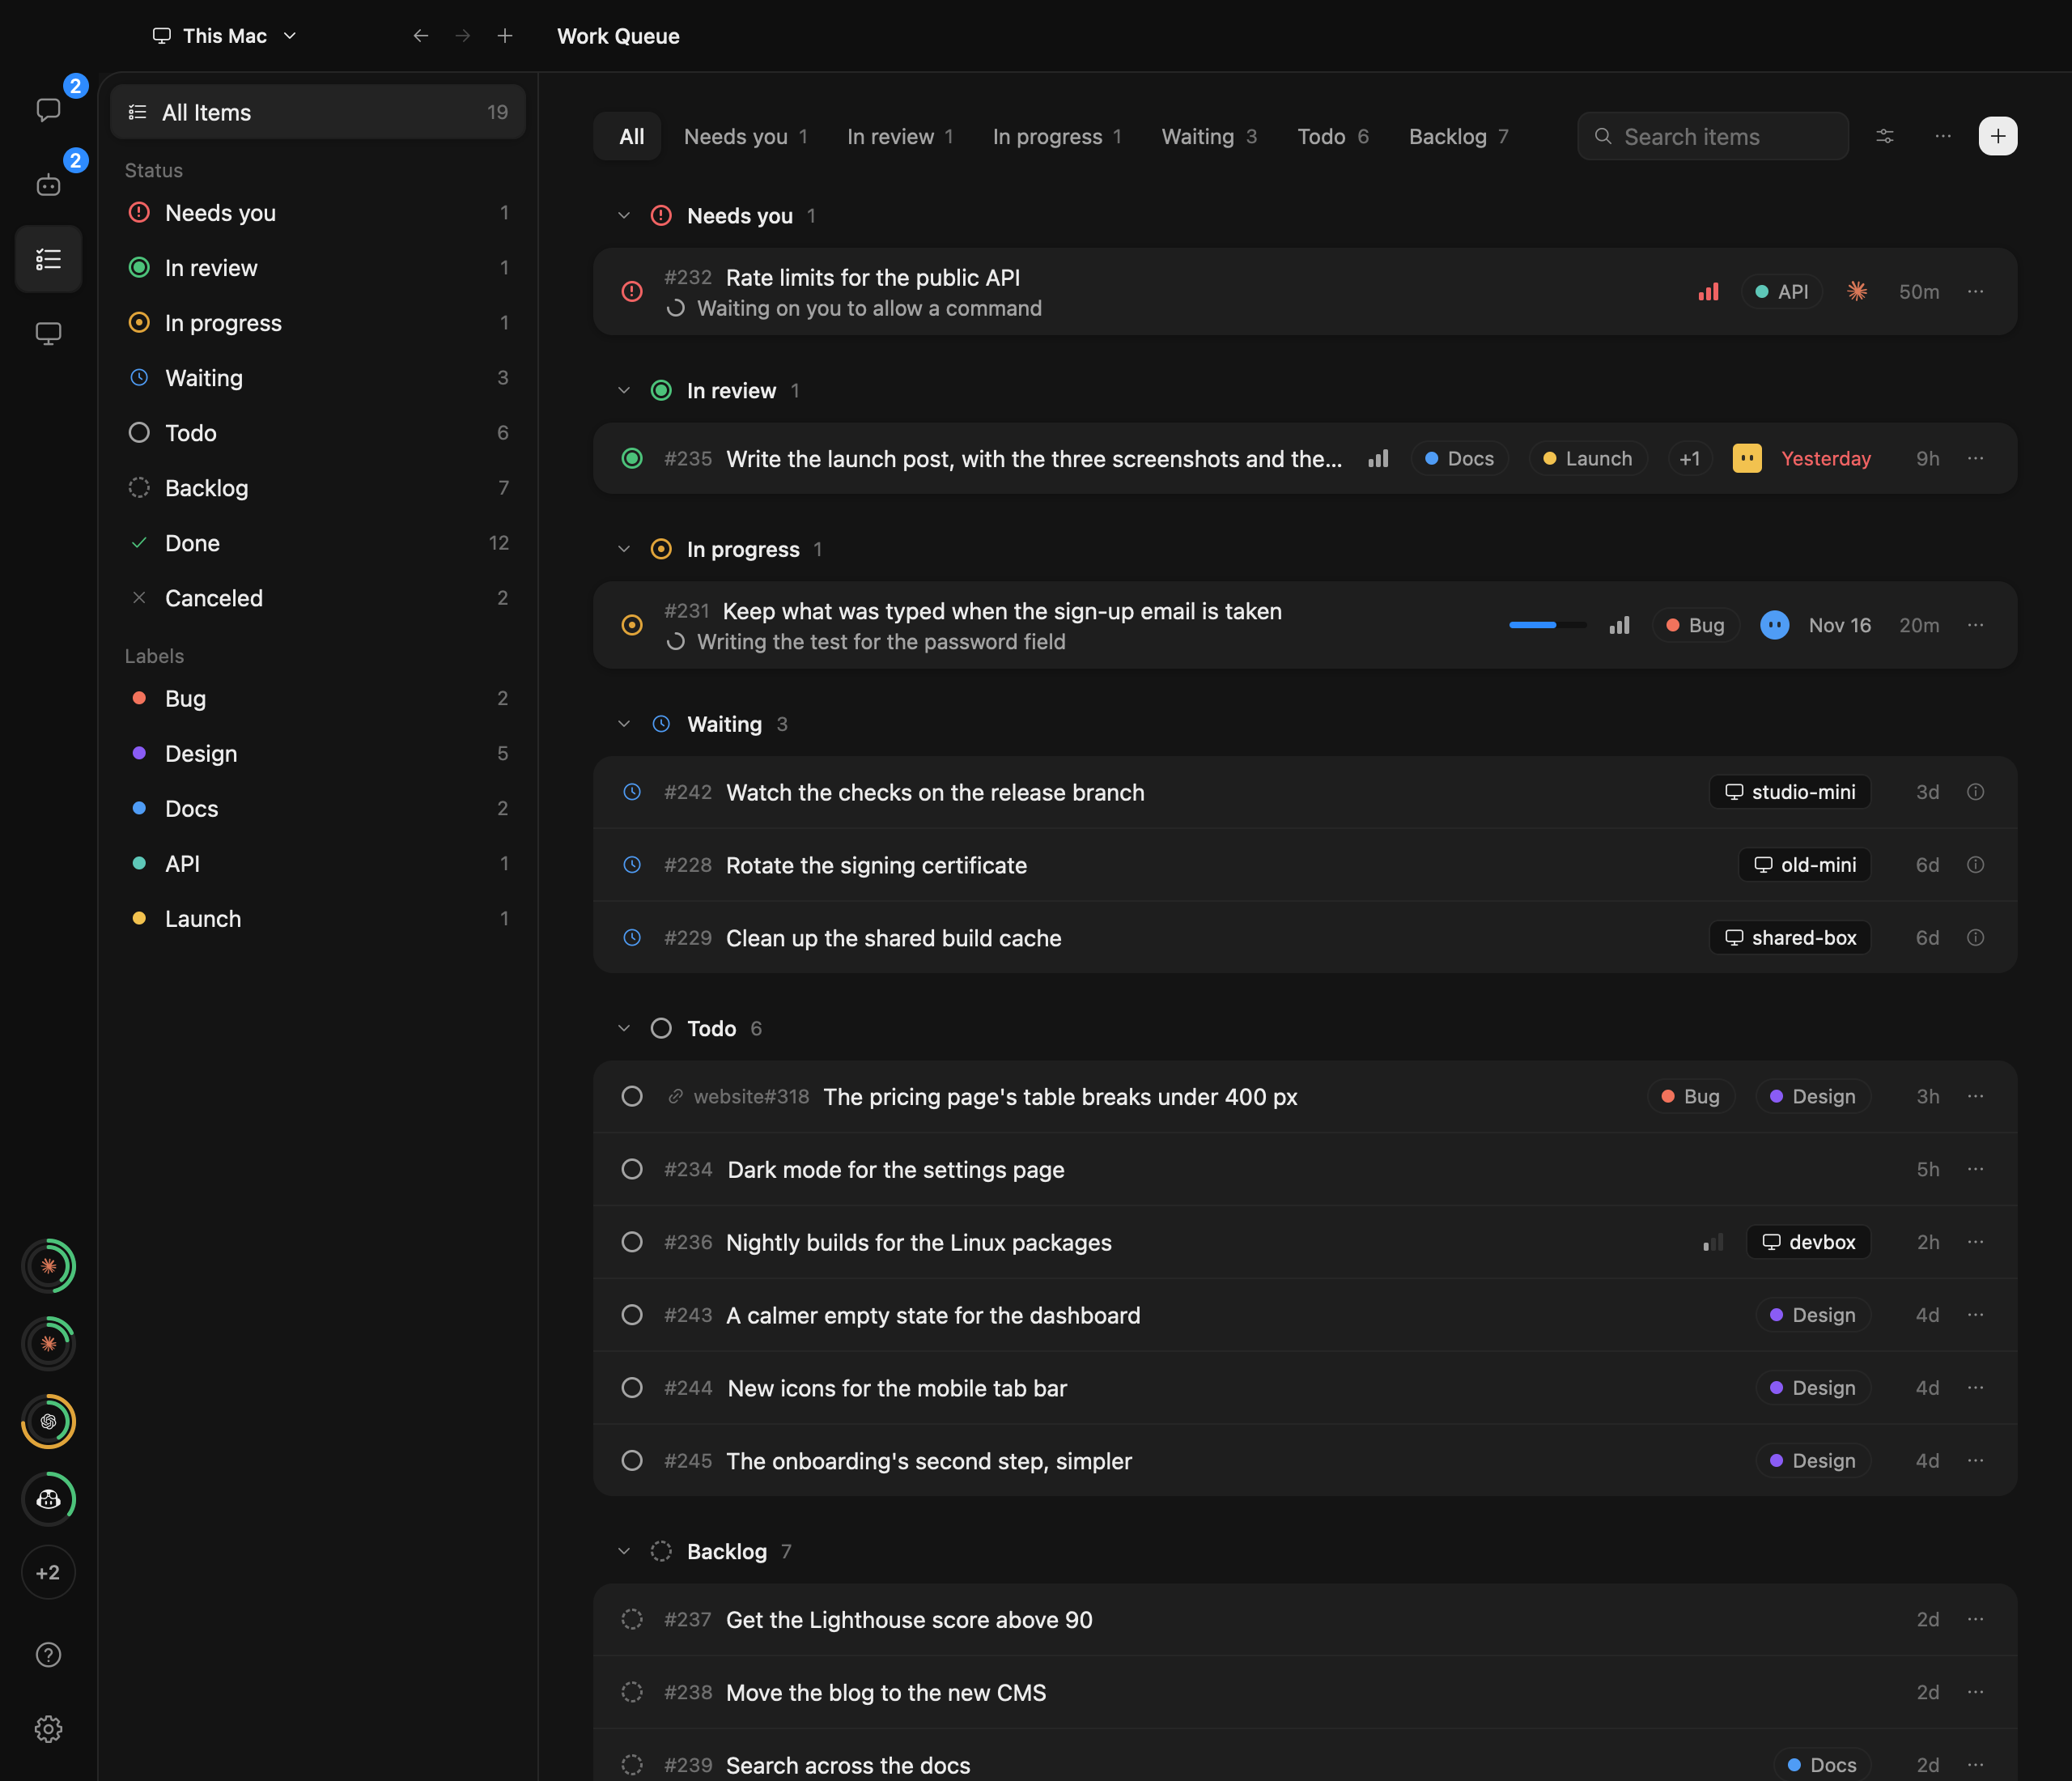 This Mac
Work Queue
2
2
All Items 19
Status
Needs you 1
In review 1
In progress 1
Waiting 3
Todo 6
Backlog 7
Done 12
Canceled 2
Labels
Bug 2
Design 5
Docs 2
API 1
Launch 1
+2
All Needs you 1 In review 1 In progress 1 Waiting 3 Todo 6 Backlog 7 Search items
Needs you 1
#232 Rate limits for the public API
Waiting on you to allow a command
API 50m
In review 1
#235 Write the launch post, with the three screenshots and the... Docs Launch +1 Yesterday 9h
In progress 1
#231 Keep what was typed when the sign-up email is taken
Writing the test for the password field
Bug Nov 16 20m
Waiting 3
#242 Watch the checks on the release branch studio-mini 3d
#228 Rotate the signing certificate old-mini 6d
#229 Clean up the shared build cache shared-box 6d
Todo 6
website#318 The pricing page's table breaks under 400 px Bug Design 3h
#234 Dark mode for the settings page 5h
#236 Nightly builds for the Linux packages devbox 2h
#243 A calmer empty state for the dashboard Design 4d
#244 New icons for the mobile tab bar Design 4d
#245 The onboarding's second step, simpler Design 4d
Backlog 7
#237 Get the Lighthouse score above 90 2d
#238 Move the blog to the new CMS 2d
#239 Search across the docs Docs 2d